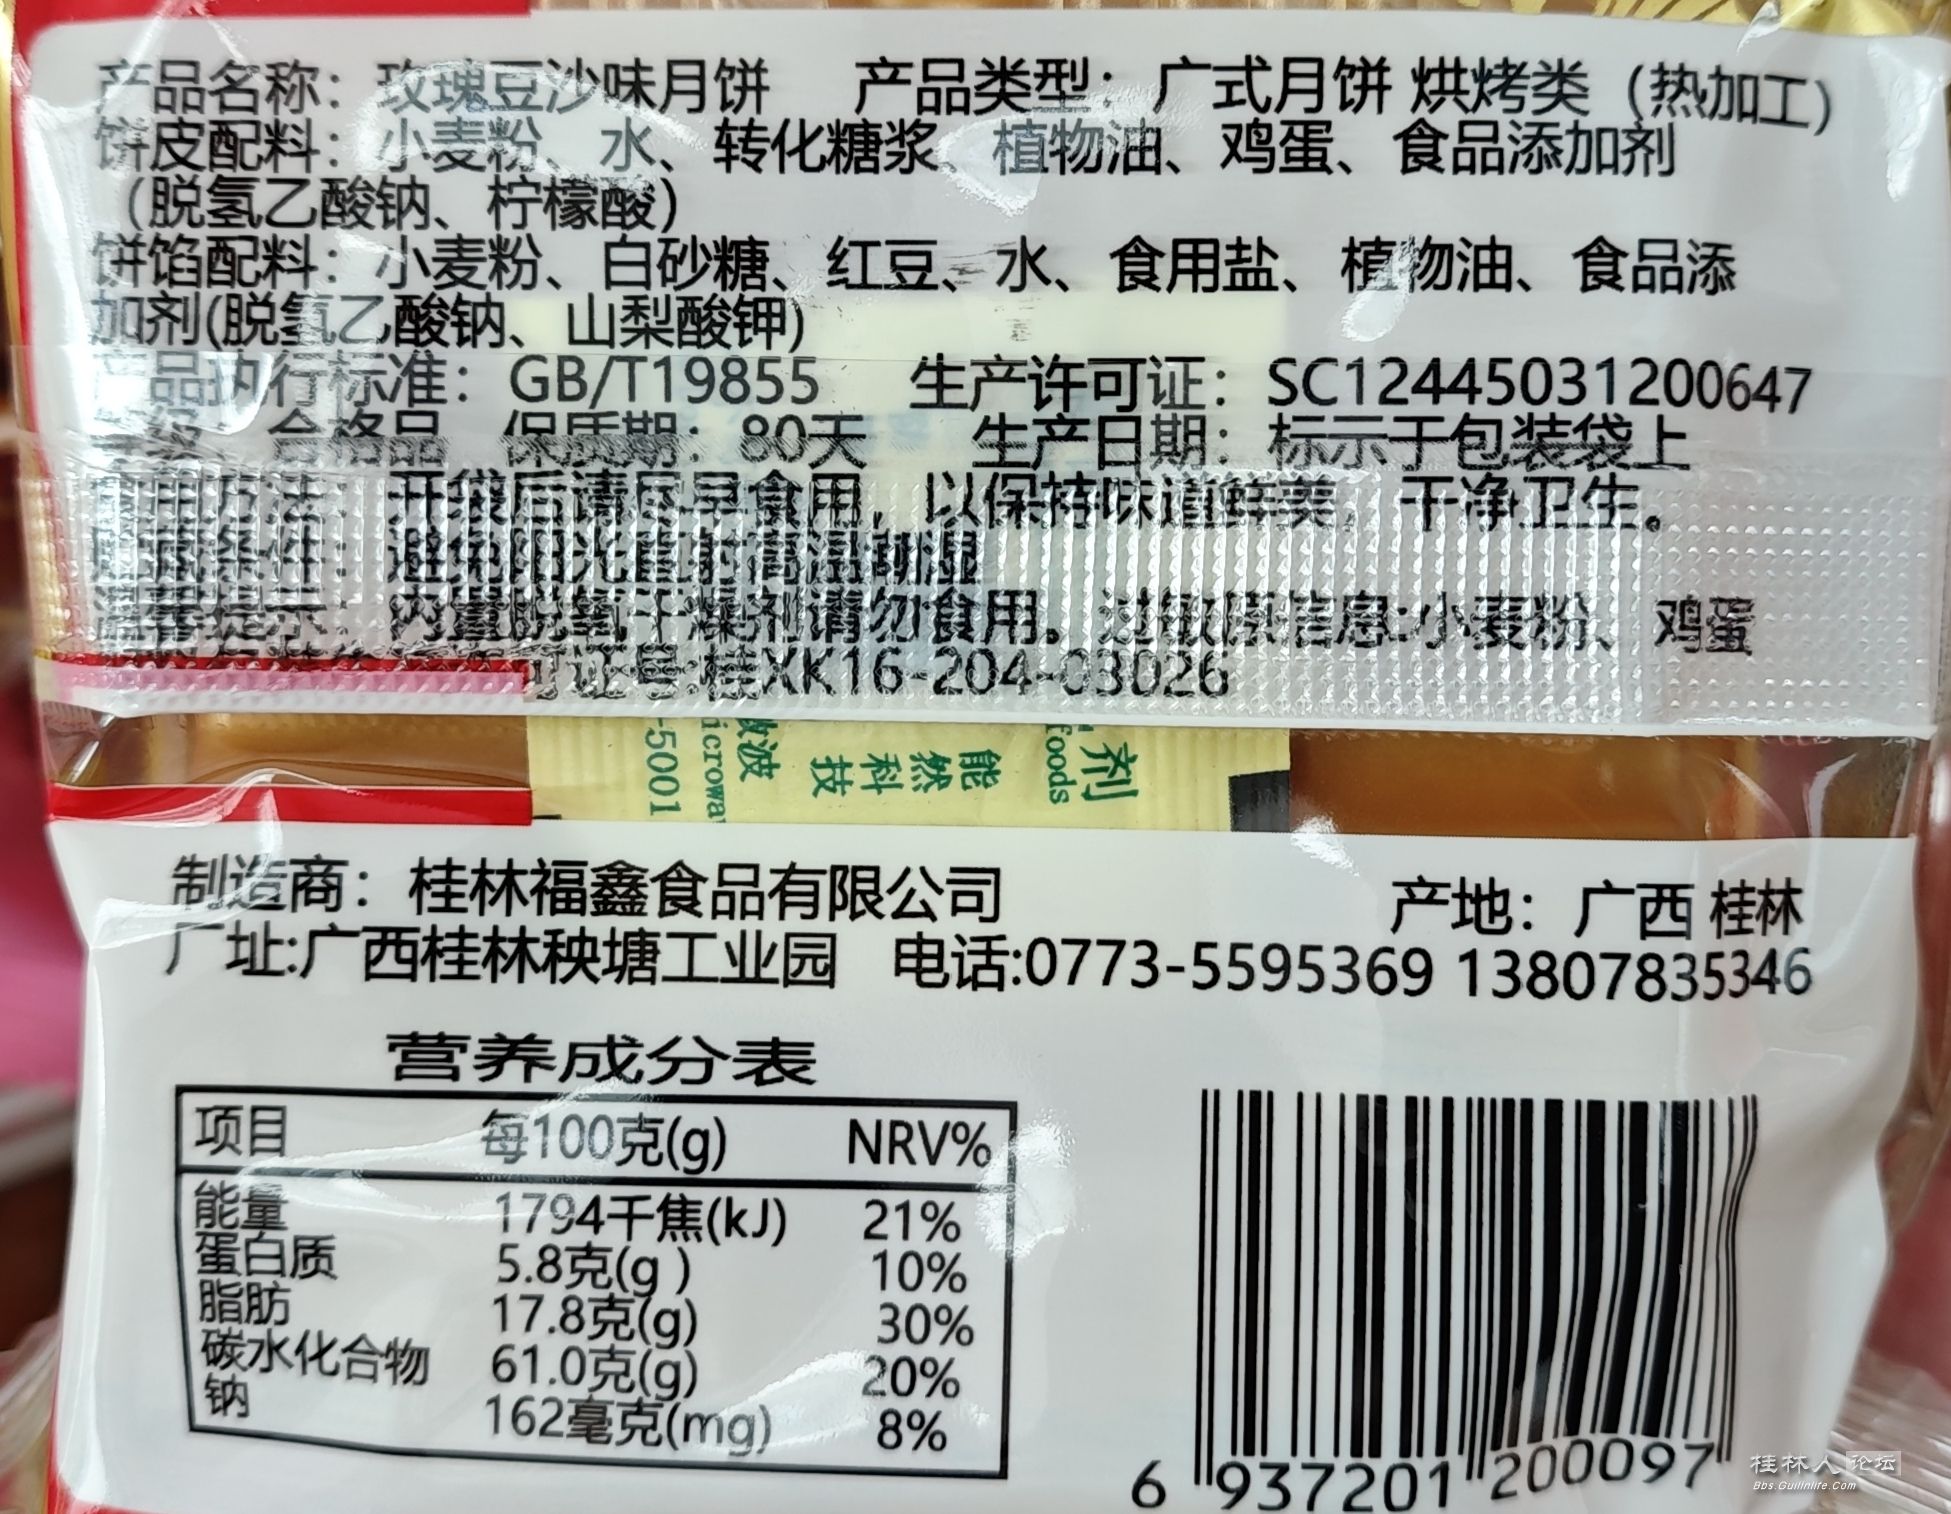 产品名称：玫瑰豆沙味月饼 产品类型：广式月饼 烘烤类（热加工）
饼皮配料：小麦粉、水、转化糖浆、植物油、鸡蛋、食品添加剂
（脱氢乙酸钠、柠檬酸）
饼馅配料：小麦粉、白砂糖、红豆、水、食用盐、植物油、食品添
加剂(脱氢乙酸钠、山梨酸钾)
产品执行标准：GB/T19855 生产许可证：SC12445031200647
等级：合格品 保质期：80天 生产日期：标示于包装袋上
食用方法：开袋后请尽早食用，以保持味道鲜美，干净卫生。
贮藏条件：避免阳光直射高温潮湿
温馨提示：内置脱氧干燥剂请勿食用。过敏原信息:小麦粉、鸡蛋
可证号:桂XK16-204-03026
剂
foods
能然科技
微波
icrowa
-5001
制造商：桂林福鑫食品有限公司 产地：广西 桂林
厂址:广西桂林秧塘工业园 电话:0773-5595369 13807835346
营养成分表
项目 每100克(g) NRV%
能量 1794千焦(kJ) 21%
蛋白质 5.8克(g) 10%
脂肪 17.8克(g) 30%
碳水化合物 61.0克(g) 20%
钠 162毫克(mg) 8%
6 937201 200097
桂林人论坛
Bbs.Guilinlife.Com